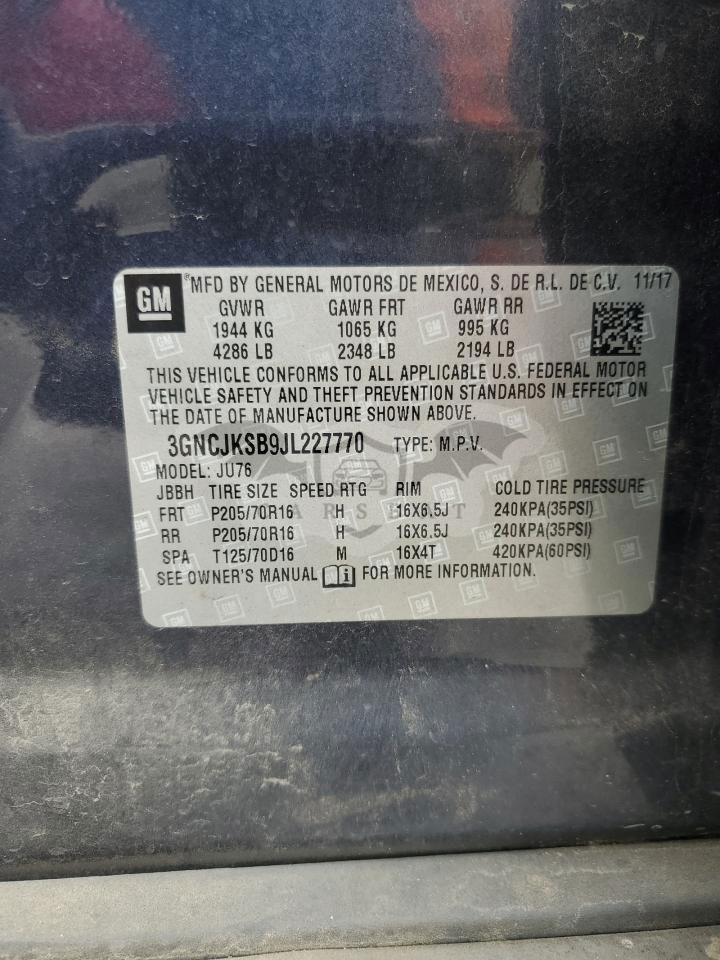 GM
® MFD BY GENERAL MOTORS DE MEXICO, S. DE R.L. DE C.V. 11/17
GVWR GAWR FRT GAWR RR
1944 KG 1065 KG 995 KG
4286 LB 2348 LB 2194 LB
THIS VEHICLE CONFORMS TO ALL APPLICABLE U.S. FEDERAL MOTOR
VEHICLE SAFETY AND THEFT PREVENTION STANDARDS IN EFFECT ON
THE DATE OF MANUFACTURE SHOWN ABOVE.
3GNCJKSB9JL227770 TYPE: M.P.V.
MODEL: JU76
JBBH TIRE SIZE SPEED RTG RIM COLD TIRE PRESSURE
FRT P205/70R16 H 16X6.5J 240KPA(35PSI)
RR P205/70R16 H 16X6.5J 240KPA(35PSI)
SPA T125/70D16 M 16X4T 420KPA(60PSI)
SEE OWNER'S MANUAL FOR MORE INFORMATION.